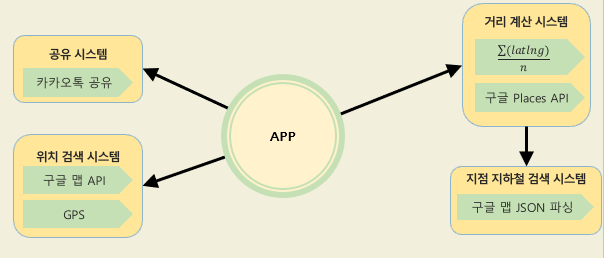 공유 시스템
카카오톡 공유
위치 검색 시스템
구글 맵 API
GPS
APP
거리 계산 시스템
∑(latlng)
n
구글 Places API
지점 지하철 검색 시스템
구글 맵 JSON 파싱